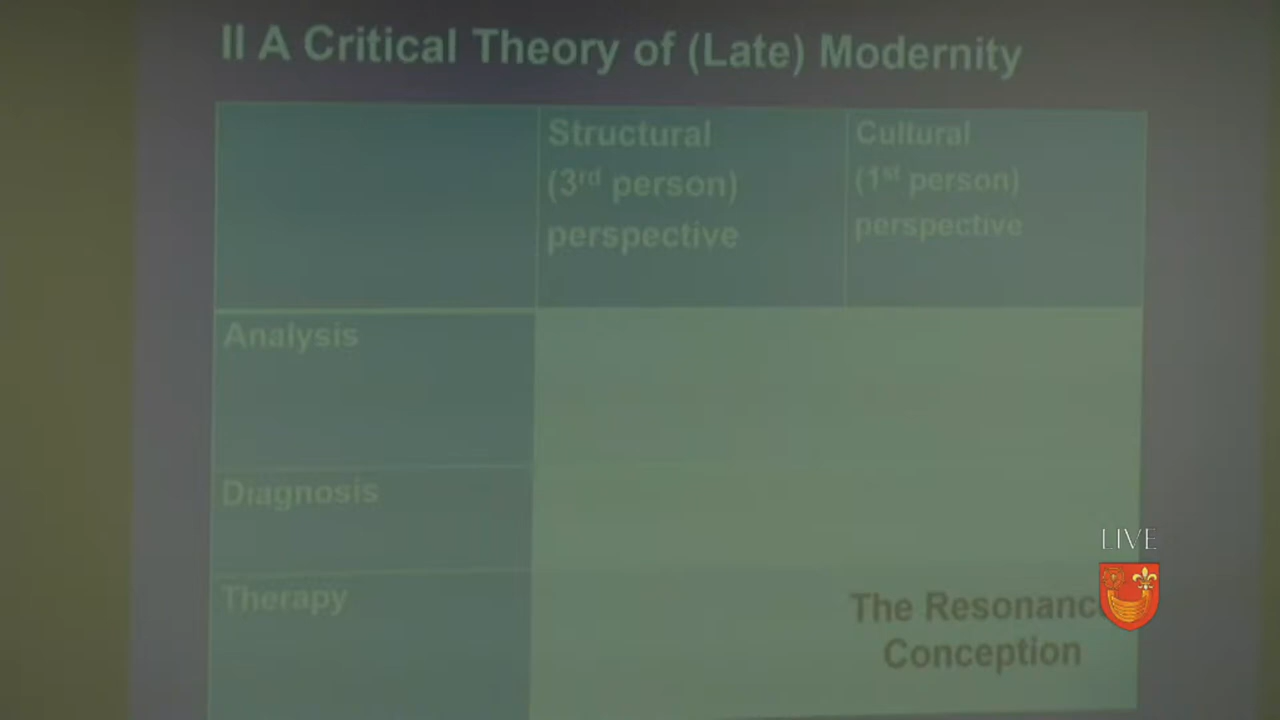 II A Critical Theory of (Late) Modernity
Structural
(3rd person)
perspective
Cultural
(1st person)
perspective
Analysis
Diagnosis
Therapy
The Resonanc
Conception
LIVE